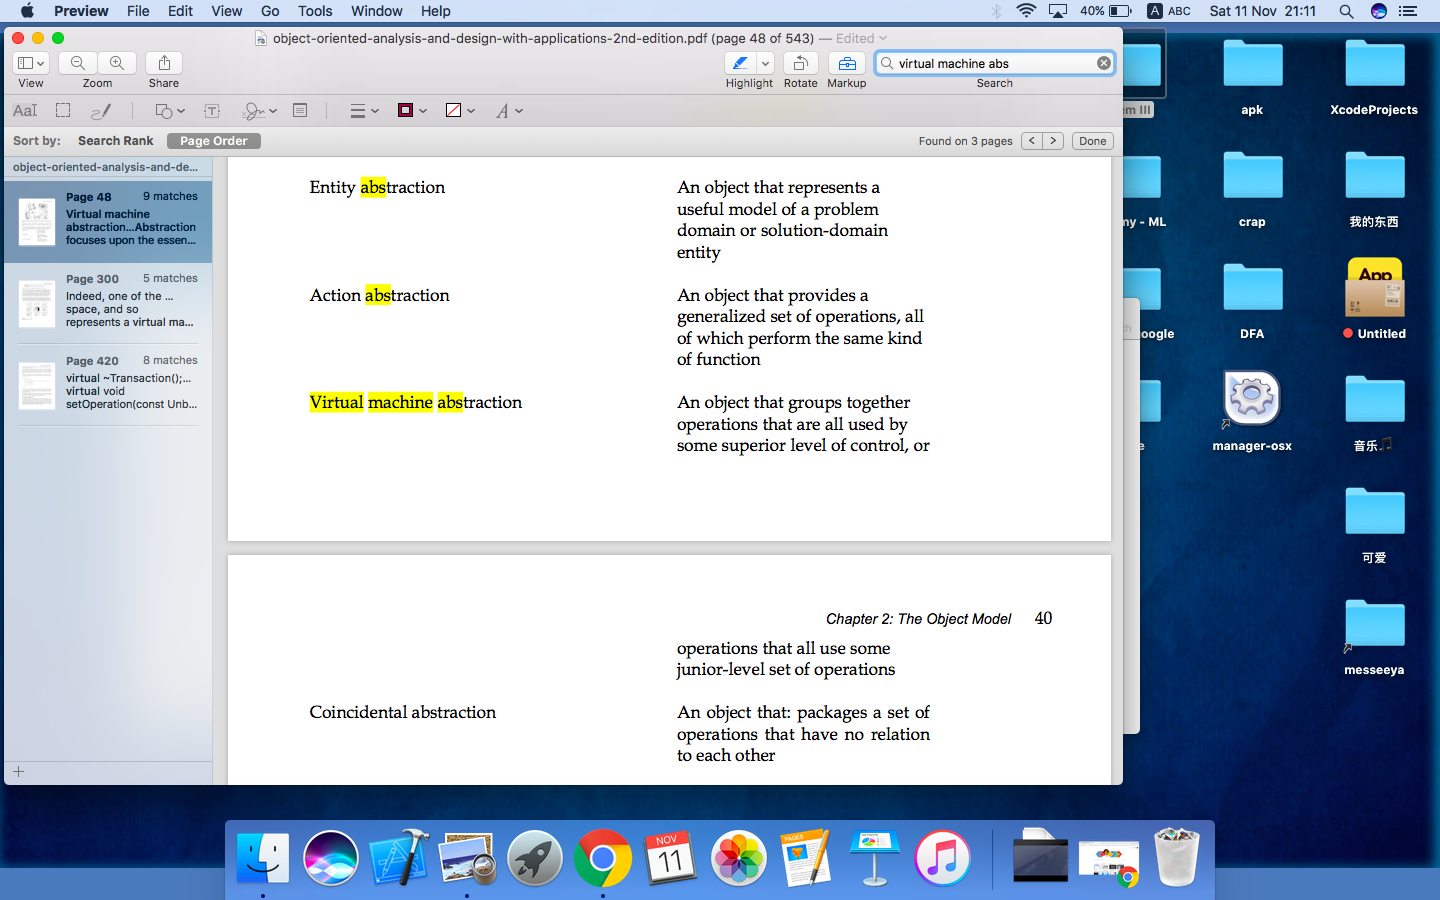 Preview File Edit View Go Tools Window Help 40% A ABC Sat 11 Nov 21:11
object-oriented-analysis-and-design-with-applications-2nd-edition.pdf (page 48 of 543) — Edited
virtual machine abs
View Zoom Share Highlight Rotate Markup Search
Sort by: Search Rank Page Order Found on 3 pages < > Done
object-oriented-analysis-and-de...
Page 48 9 matches
Virtual machine
abstraction...Abstraction
focuses upon the essen...
Page 300 5 matches
Indeed, one of the ...
space, and so
represents a virtual ma...
Page 420 8 matches
virtual ~Transaction();...
virtual void
setOperation(const Unb...
Entity abstraction
An object that represents a
useful model of a problem
domain or solution-domain
entity
Action abstraction
An object that provides a
generalized set of operations, all
of which perform the same kind
of function
Virtual machine abstraction
An object that groups together
operations that are all used by
some superior level of control, or
Chapter 2: The Object Model 40
operations that all use some
junior-level set of operations
Coincidental abstraction
An object that: packages a set of
operations that have no relation
to each other
em III
apk
XcodeProjects
my - ML
crap
我的东西
App
oogle
DFA
Untitled
e
manager-osx
音乐🎵
可爱
messeeya
NOV
11
PAGES